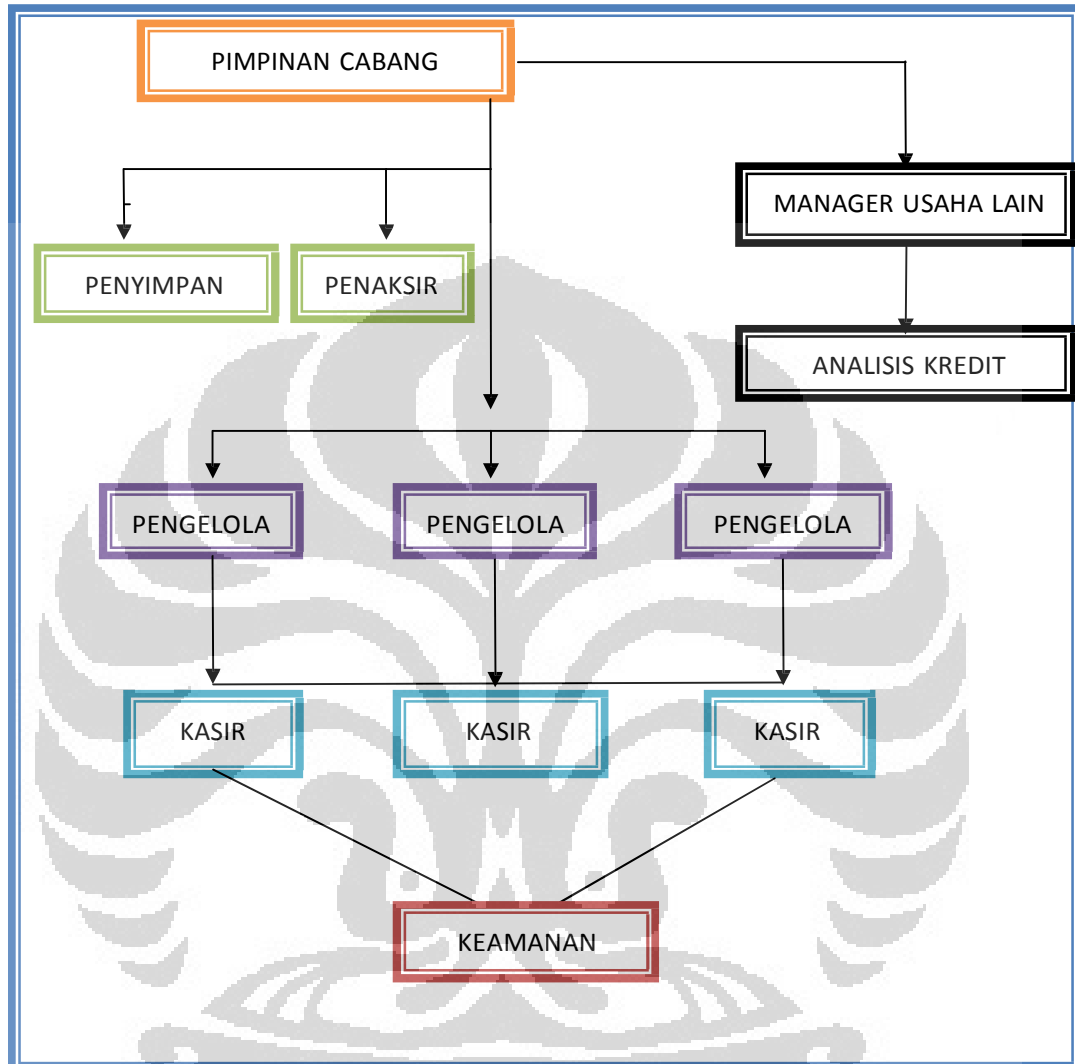 PIMPINAN CABANG
MANAGER USAHA LAIN
PENYIMPAN
PENAKSIR
ANALISIS KREDIT
PENGELOLA
PENGELOLA
PENGELOLA
KASIR
KASIR
KASIR
KEAMANAN